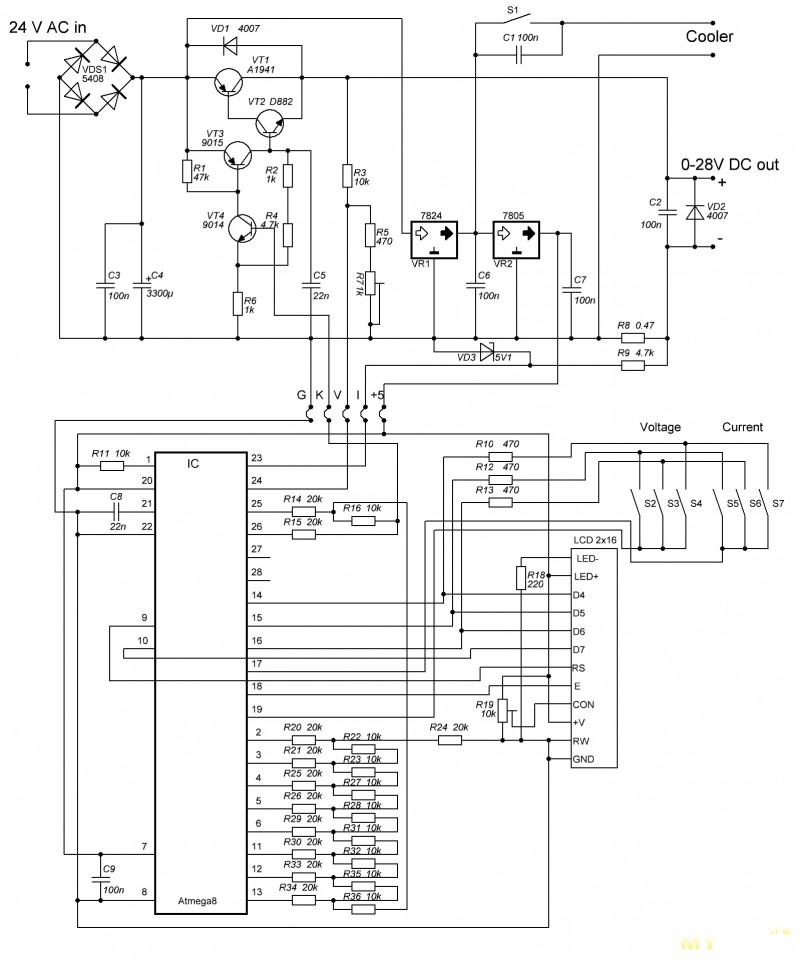 24 V AC in
VDS1
5408
VD1 4007
VT1
A1941
VT2 D882
VT3
9015
R1
47k
R2
1k
VT4
9014
R4
4.7k
R6
1k
C3
100n
+
C4
3300µ
C5
22n
R3
10k
R5
470
R7 1k
S1
C1 100n
Cooler
7824
VR1
7805
VR2
C6
100n
C7
100n
0-28V DC out
+
C2
100n
VD2
4007
-
R8 0.47
R9 4.7k
VD3 5V1
G K V I +5
IC
Atmega8
R11 10k
C8
22n
C9
100n
1
20
21
22
9
10
7
8
23
24
25
26
27
28
14
15
16
17
18
19
2
3
4
5
6
11
12
13
R14 20k
R16 10k
R15 20k
R10 470
R12 470
R13 470
Voltage Current
S2 S3 S4 S5 S6 S7
LCD 2x16
LED-
LED+
D4
D5
D6
D7
RS
E
CON
+V
RW
GND
R18
220
R19
10k
R24 20k
R20 20k
R22 10k
R21 20k
R23 10k
R25 20k
R27 10k
R26 20k
R28 10k
R29 20k
R31 10k
R30 20k
R32 10k
R33 20k
R35 10k
R34 20k
R36 10k
MY
.ru